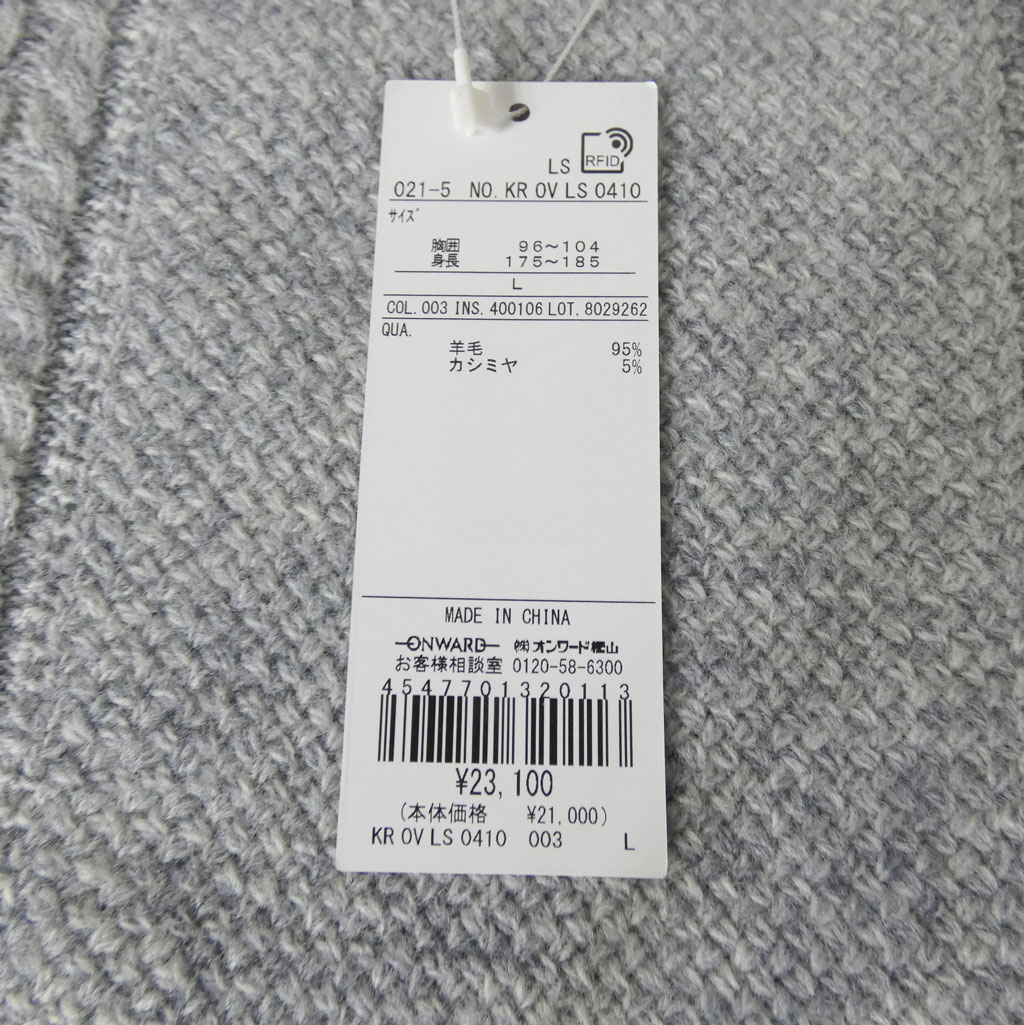 LS RFID
021-5 NO. KR OV LS 0410
ｻｲｽﾞ
胸囲 96～104
身長 175～185
L
COL. 003 INS. 400106 LOT. 8029262
QUA.
羊毛 95%
カシミヤ 5%
MADE IN CHINA
ONWARD ㈱オンワード樫山
お客様相談室 0120-58-6300
4547701320113
¥23,100
(本体価格 ¥21,000)
KR OV LS 0410 003 L